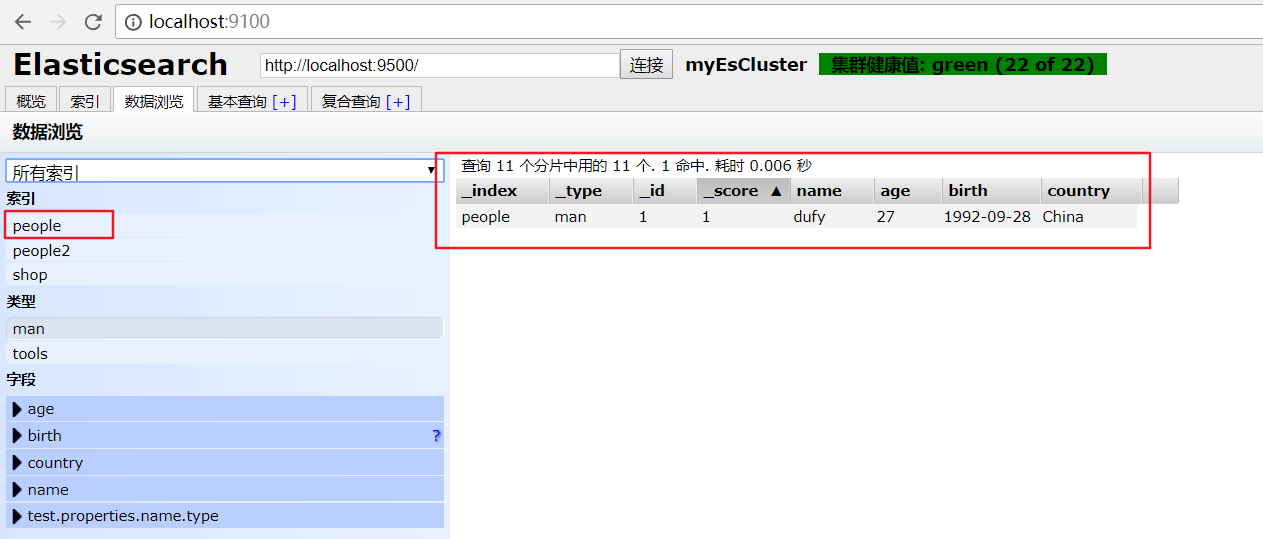 localhost:9100
Elasticsearch http://localhost:9500/ 连接 myEsCluster 集群健康值: green (22 of 22)
概览 索引 数据浏览 基本查询 [+] 复合查询 [+]
数据浏览
所有索引
索引
people
people2
shop
类型
man
tools
字段
age
birth ?
country
name
test.properties.name.type
查询 11 个分片中用的 11 个. 1 命中. 耗时 0.006 秒
_index _type _id _score ▲ name age birth country
people man 1 1 dufy 27 1992-09-28 China